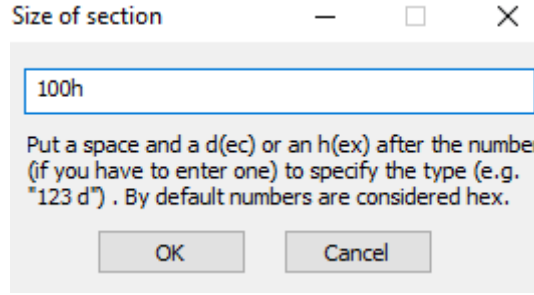 Size of section
100h
Put a space and a d(ec) or an h(ex) after the number
(if you have to enter one) to specify the type (e.g.
"123 d") . By default numbers are considered hex.
OK
Cancel